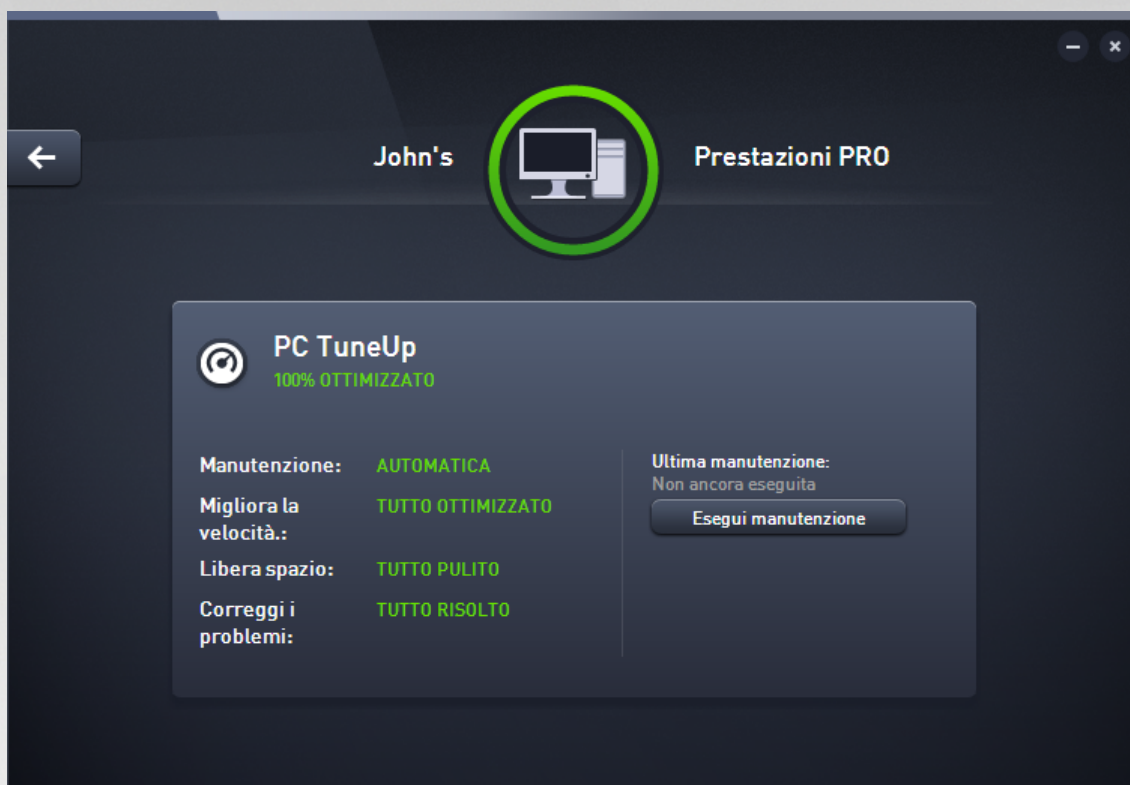 John's
Prestazioni PRO
PC TuneUp
100% OTTIMIZZATO
Manutenzione: AUTOMATICA
Migliora la velocità.: TUTTO OTTIMIZZATO
Libera spazio: TUTTO PULITO
Correggi i problemi: TUTTO RISOLTO
Ultima manutenzione:
Non ancora eseguita
Esegui manutenzione